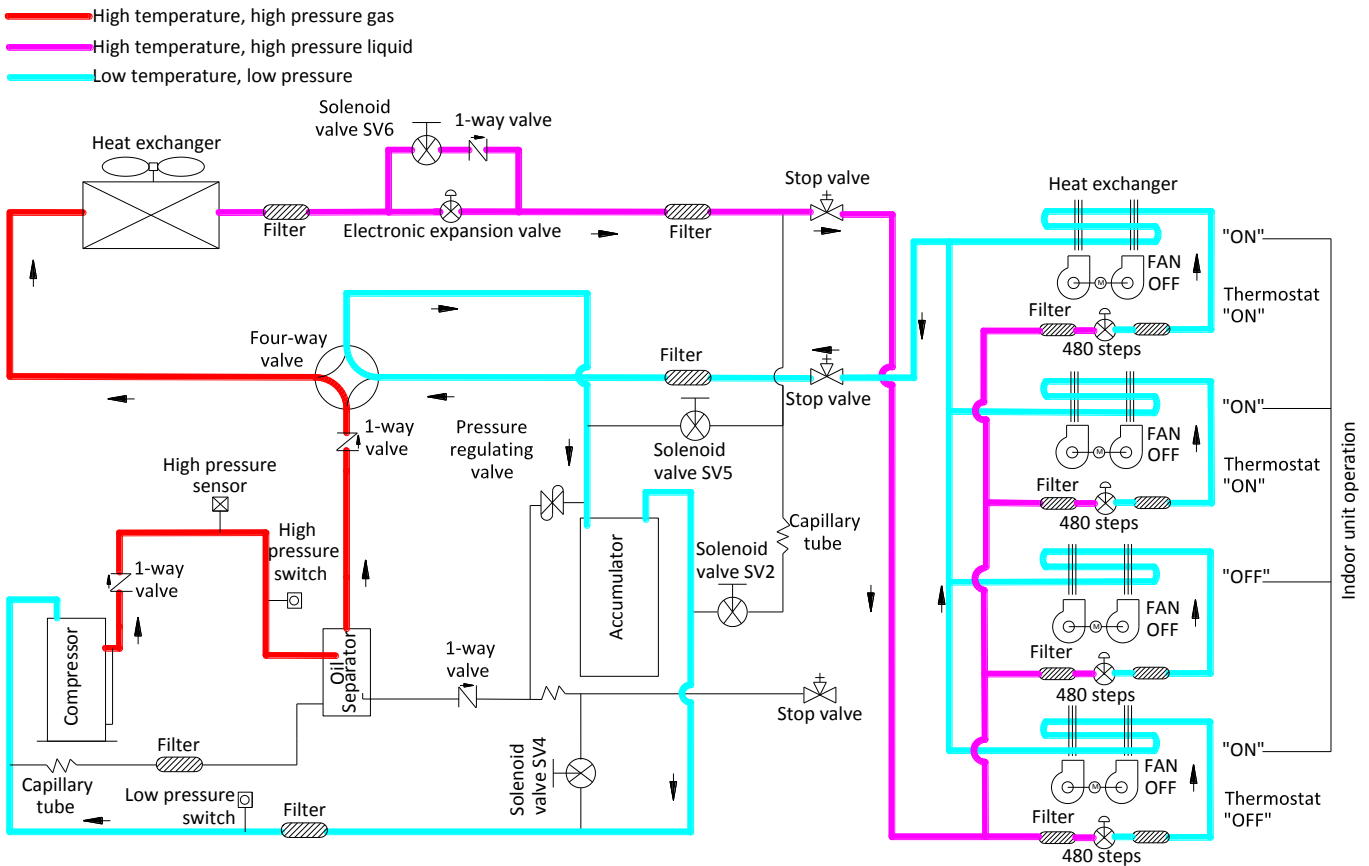 High temperature, high pressure gas
High temperature, high pressure liquid
Low temperature, low pressure
Solenoid
valve SV6
1-way valve
Heat exchanger
Stop valve
Heat exchanger
Filter
Electronic expansion valve
Filter
"ON"
FAN
OFF
Thermostat
"ON"
Filter
480 steps
Four-way
valve
Filter
Stop valve
"ON"
FAN
OFF
Thermostat
"ON"
Filter
480 steps
1-way
valve
Pressure
regulating
valve
Solenoid
valve SV5
High pressure
sensor
High
pressure
switch
1-way
valve
Capillary
tube
Solenoid
valve SV2
Accumulator
"OFF"
FAN
OFF
Filter
480 steps
Indoor unit operation
Compressor
Oil
Separator
1-way
valve
Stop valve
Filter
Capillary
tube
Low pressure
switch
Filter
Solenoid
valve SV4
"ON"
FAN
OFF
Thermostat
"OFF"
Filter
480 steps
M
M
M
M